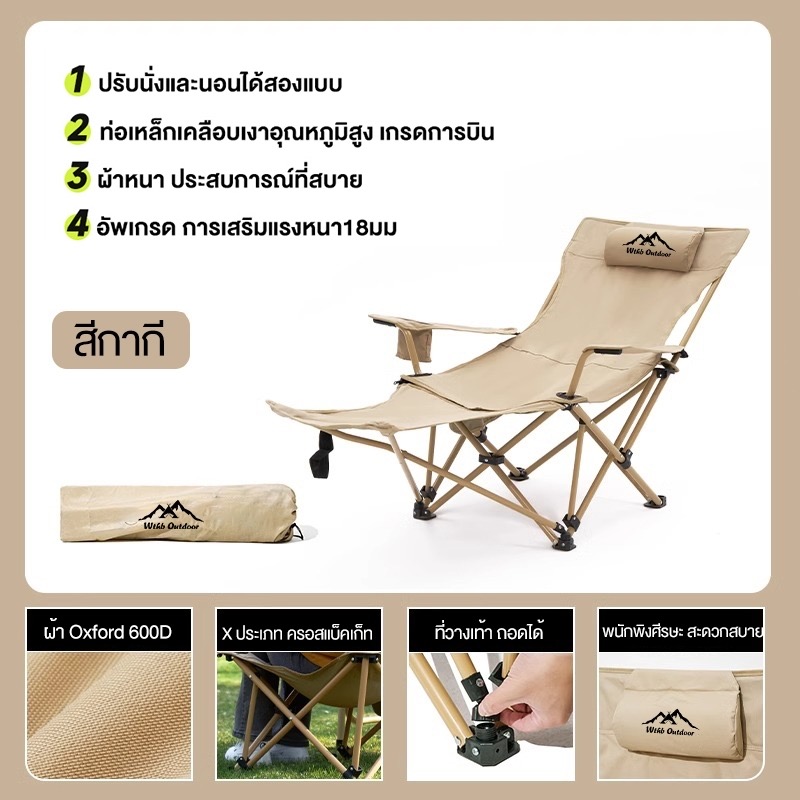 1 ปรับนั่งและนอนได้สองแบบ
2 ท่อเหล็กเคลือบเงาอุณหภูมิสูง เกรดการบิน
3 ผ้าหนา ประสบการณ์ที่สบาย
4 อัพเกรด การเสริมแรงหนา18มม
Wthb Outdoor
สีกากี
Wthb Outdoor
ผ้า Oxford 600D
X ประเภท ครอสแบ็คเก็ท
ที่วางเท้า ถอดได้
พนักพิงศีรษะ สะดวกสบาย
Wthb Outdoor